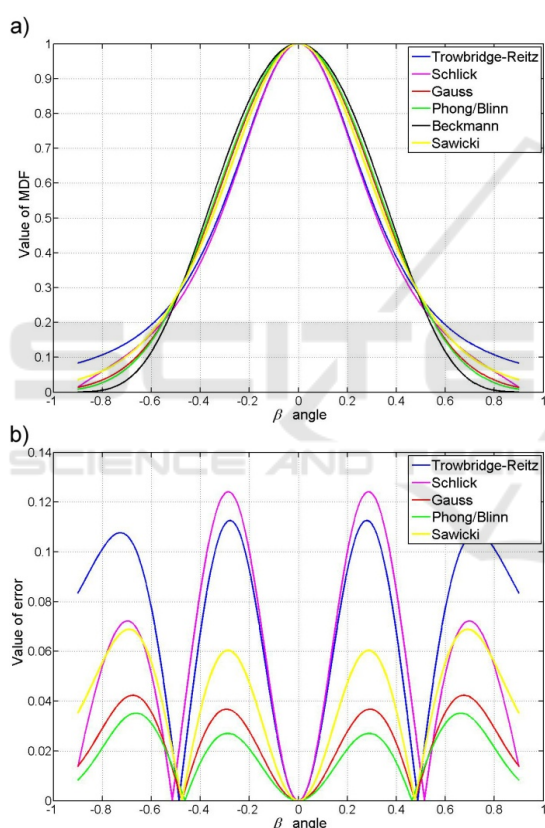 a)
1
0.9
0.8
0.7
0.6
0.5
0.4
0.3
0.2
0.1
0
Value of MDF
Trowbridge-Reitz
Schlick
Gauss
Phong/Blinn
Beckmann
Sawicki
-1 -0.8 -0.6 -0.4 -0.2 0 0.2 0.4 0.6 0.8 1
β angle
b)
SCIENCE AND
0.14
0.12
0.1
0.08
0.06
0.04
0.02
0
Value of error
Trowbridge-Reitz
Schlick
Gauss
Phong/Blinn
Sawicki
-1 -0.8 -0.6 -0.4 -0.2 0 0.2 0.4 0.6 0.8 1
β angle